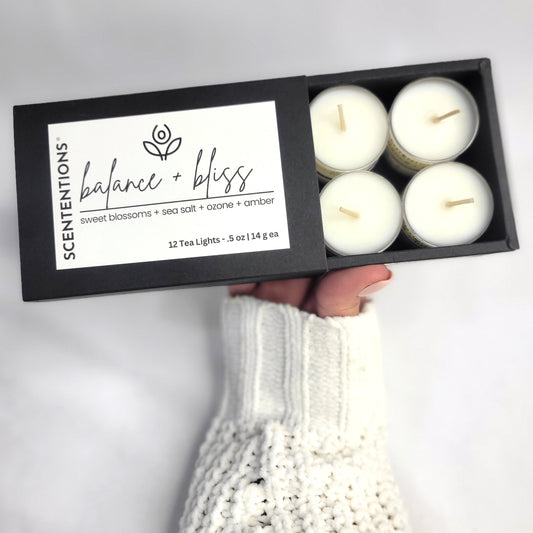 SCENTENTIONS®
balance + bliss
sweet blossoms + sea salt + ozone + amber
12 Tea Lights - .5 oz | 14 g ea